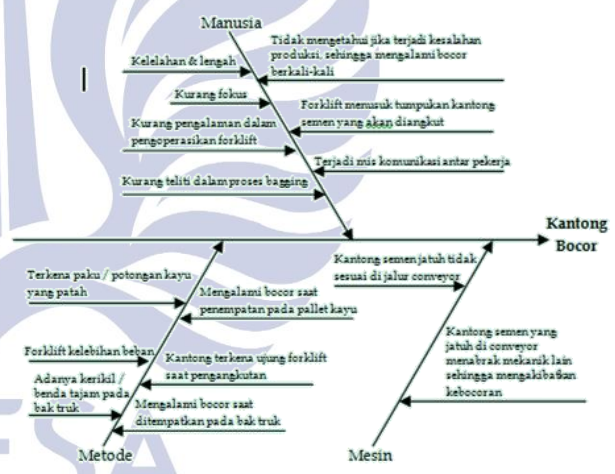 Manusia
Kelelahan & lengah
Kurang fokus
Kurang pengalaman dalam
pengoperasikan forklift
Kurang teliti dalam proses bagging
Tidak mengetahui jika terjadi kesalahan
produksi, sehingga mengalami bocor
berkali-kali
Forklift menusuk tumpukan kantong
semen yang akan diangkut
Terjadi mis komunikasi antar pekerja
Kantong
Bocor
Terkena paku / potongan kayu
yang patah
Forklift kelebihan beban
Adanya kerikil /
benda tajam pada
bak truk
Mengalami bocor saat
penempatan pada pallet kayu
Kantong terkena ujung forklift
saat pengangkutan
Mengalami bocor saat
ditempatkan pada bak truk
Metode
Kantong semen jatuh tidak
sesuai di jalur conveyor
Kantong semen yang
jatuh di conveyor
menabrak mekanik lain
sehingga mengakibatkan
kebocoran
Mesin